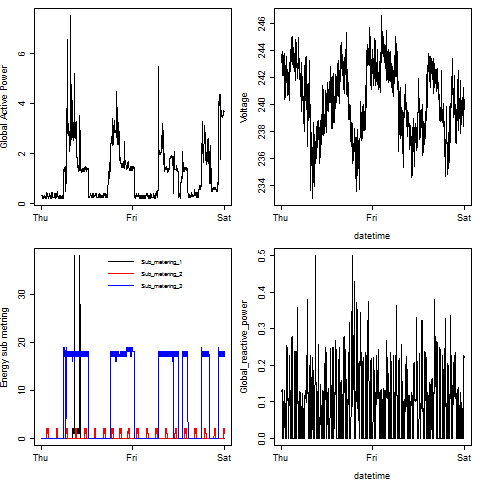 Global Active Power
6
4
2
0
Thu Fri Sat
Voltage
246
244
242
240
238
236
234
Thu Fri Sat
datetime
Energy sub metring
30
20
10
0
Sub_metering_1
Sub_metering_2
Sub_metering_3
Thu Fri Sat
Global_reactive_power
0.5
0.4
0.3
0.2
0.1
0.0
Thu Fri Sat
datetime